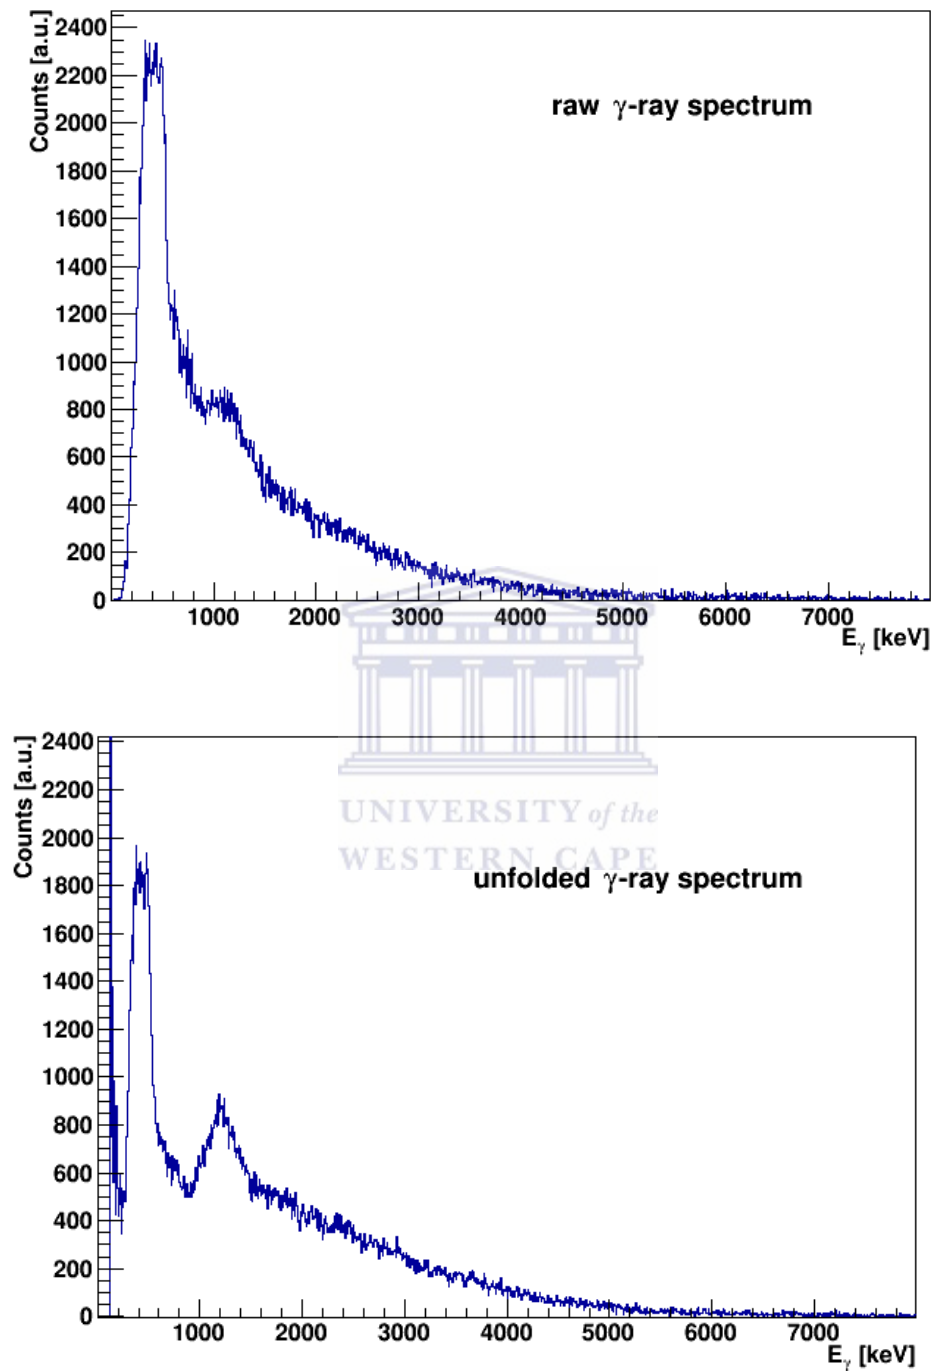 Counts [a.u.]
2400
2200
2000
1800
1600
1400
1200
1000
800
600
400
200
0
raw γ-ray spectrum
1000 2000 3000 4000 5000 6000 7000
Eγ [keV]
UNIVERSITY of the
WESTERN CAPE
Counts [a.u.]
2400
2200
2000
1800
1600
1400
1200
1000
800
600
400
200
0
unfolded γ-ray spectrum
1000 2000 3000 4000 5000 6000 7000
Eγ [keV]